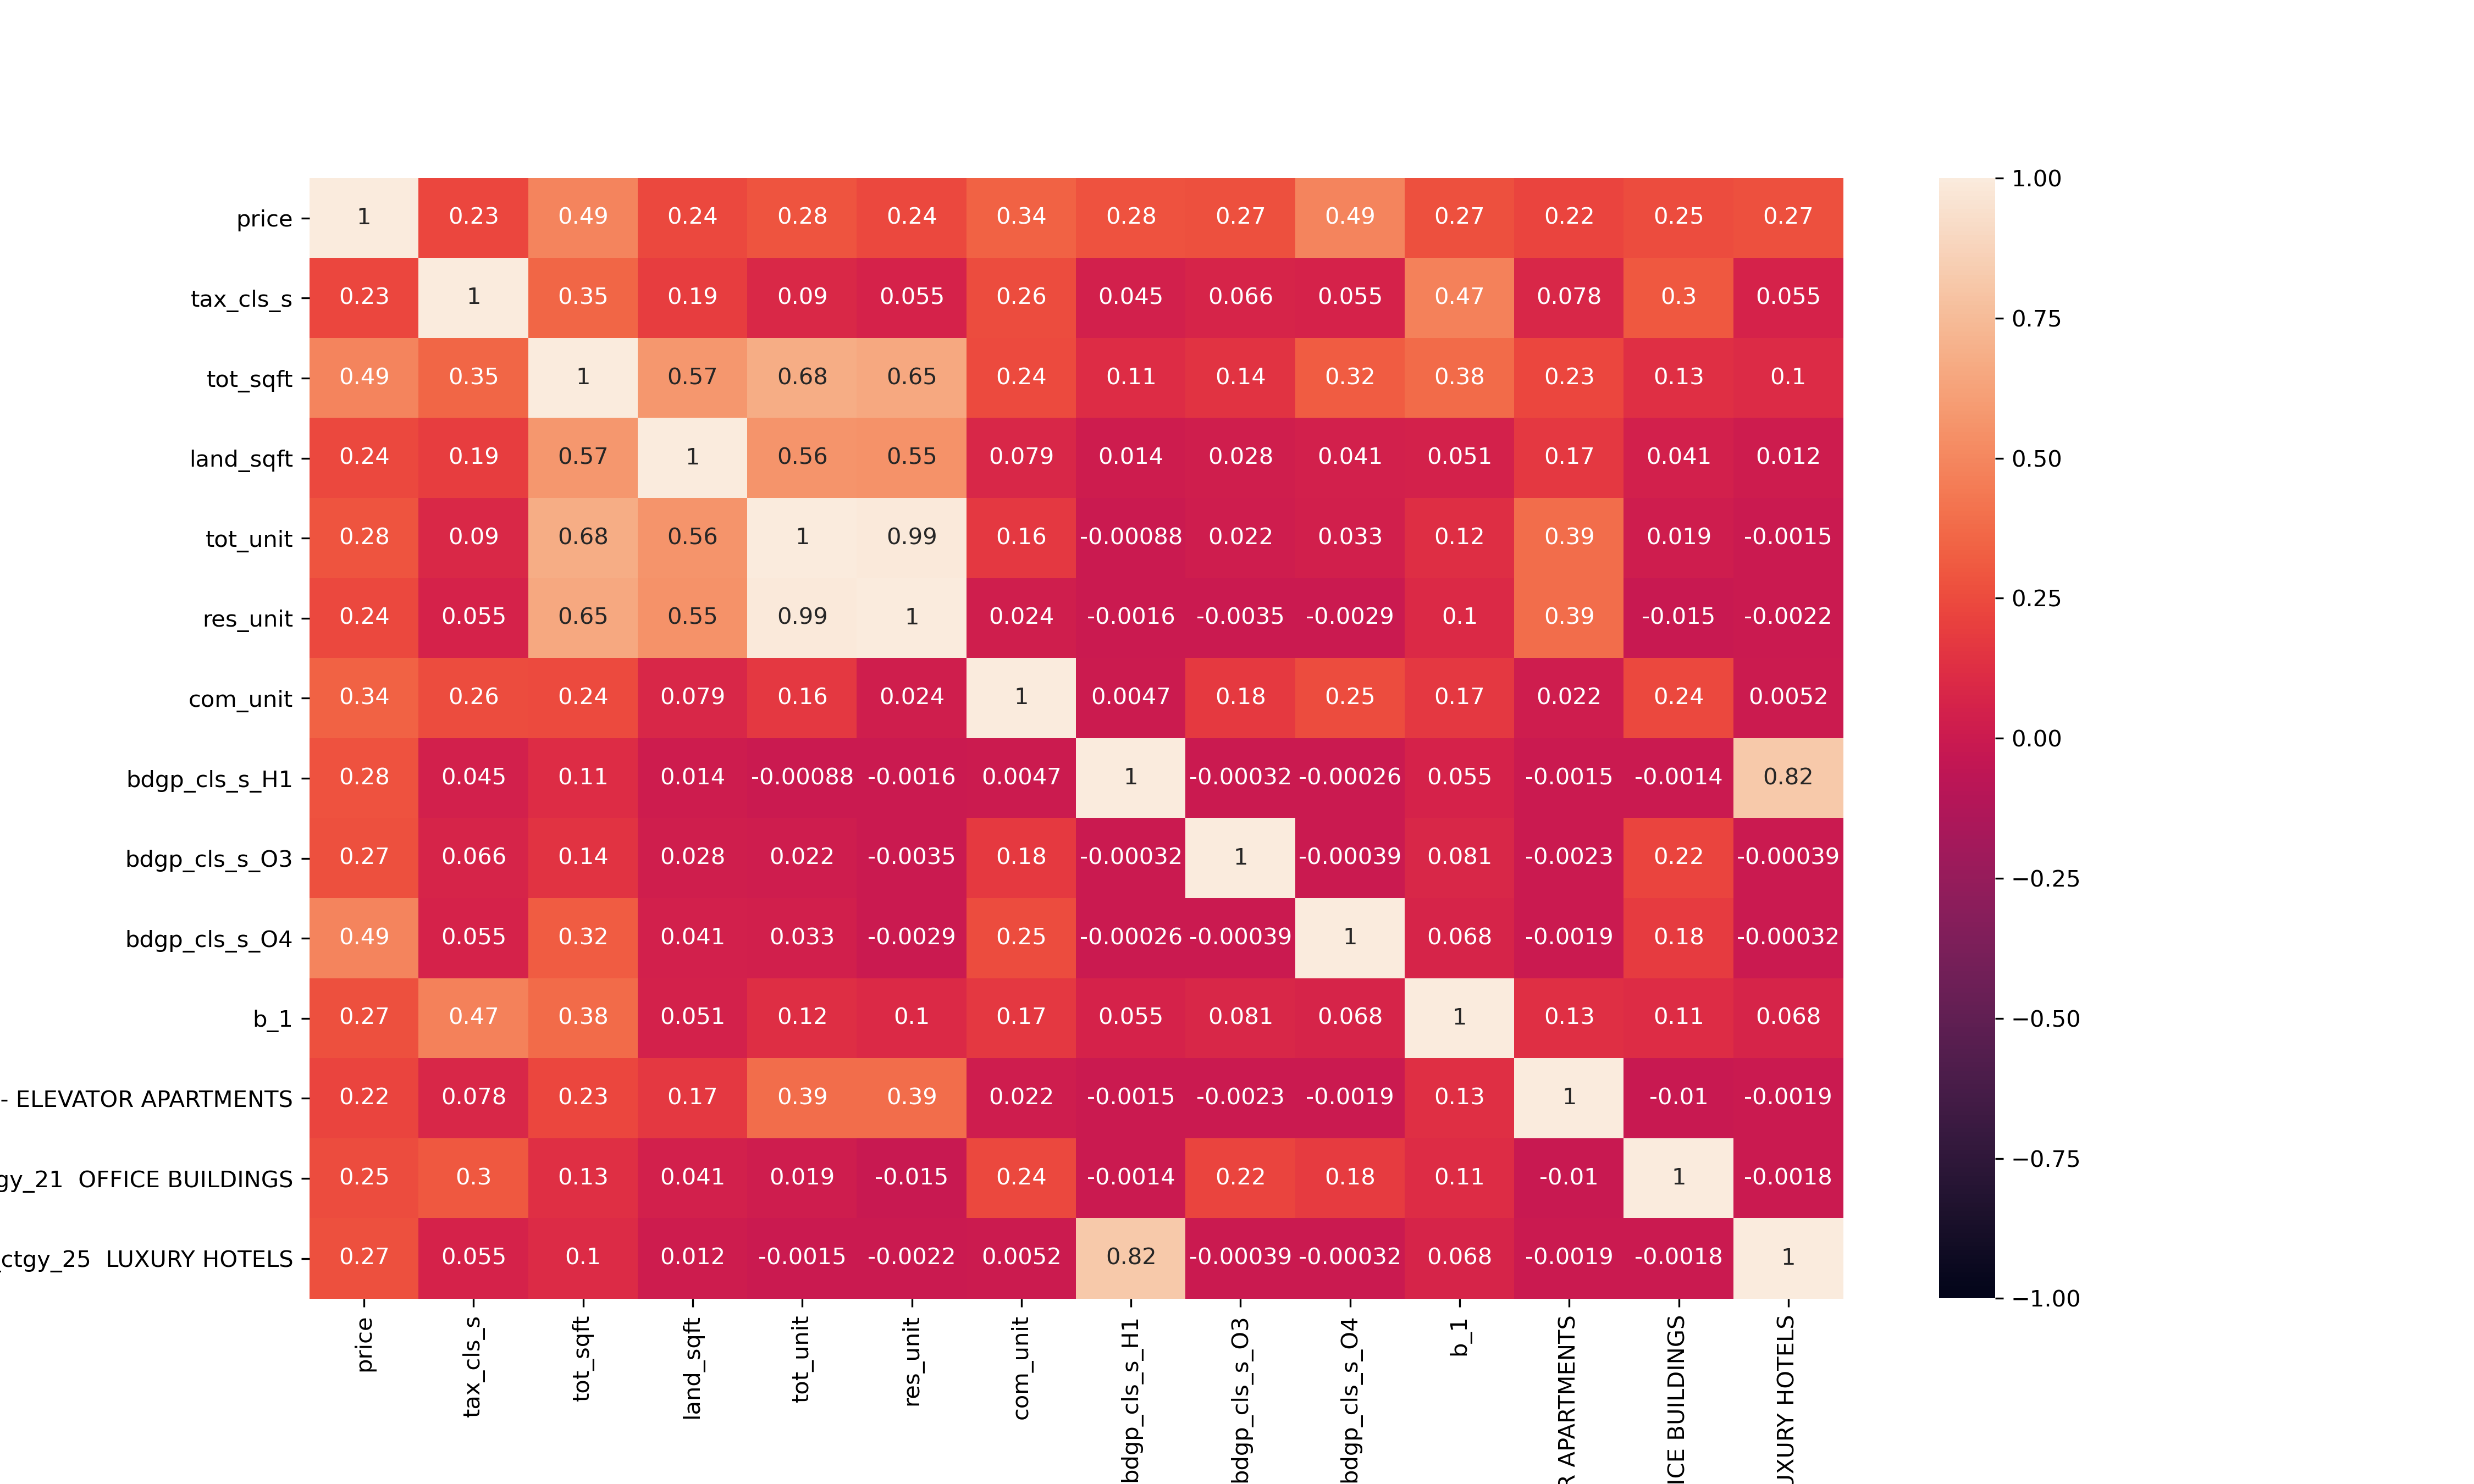 price 1 0.23 0.49 0.24 0.28 0.24 0.34 0.28 0.27 0.49 0.27 0.22 0.25 0.27
tax_cls_s 0.23 1 0.35 0.19 0.09 0.055 0.26 0.045 0.066 0.055 0.47 0.078 0.3 0.055
tot_sqft 0.49 0.35 1 0.57 0.68 0.65 0.24 0.11 0.14 0.32 0.38 0.23 0.13 0.1
land_sqft 0.24 0.19 0.57 1 0.56 0.55 0.079 0.014 0.028 0.041 0.051 0.17 0.041 0.012
tot_unit 0.28 0.09 0.68 0.56 1 0.99 0.16 -0.00088 0.022 0.033 0.12 0.39 0.019 -0.0015
res_unit 0.24 0.055 0.65 0.55 0.99 1 0.024 -0.0016 -0.0035 -0.0029 0.1 0.39 -0.015 -0.0022
com_unit 0.34 0.26 0.24 0.079 0.16 0.024 1 0.0047 0.18 0.25 0.17 0.022 0.24 0.0052
bdgp_cls_s_H1 0.28 0.045 0.11 0.014 -0.00088 -0.0016 0.0047 1 -0.00032 -0.00026 0.055 -0.0015 -0.0014 0.82
bdgp_cls_s_O3 0.27 0.066 0.14 0.028 0.022 -0.0035 0.18 -0.00032 1 -0.00039 0.081 -0.0023 0.22 -0.00039
bdgp_cls_s_O4 0.49 0.055 0.32 0.041 0.033 -0.0029 0.25 -0.00026 -0.00039 1 0.068 -0.0019 0.18 -0.00032
b_1 0.27 0.47 0.38 0.051 0.12 0.1 0.17 0.055 0.081 0.068 1 0.13 0.11 0.068
- ELEVATOR APARTMENTS 0.22 0.078 0.23 0.17 0.39 0.39 0.022 -0.0015 -0.0023 -0.0019 0.13 1 -0.01 -0.0019
gy_21  OFFICE BUILDINGS 0.25 0.3 0.13 0.041 0.019 -0.015 0.24 -0.0014 0.22 0.18 0.11 -0.01 1 -0.0018
ctgy_25  LUXURY HOTELS 0.27 0.055 0.1 0.012 -0.0015 -0.0022 0.0052 0.82 -0.00039 -0.00032 0.068 -0.0019 -0.0018 1
price
tax_cls_s
tot_sqft
land_sqft
tot_unit
res_unit
com_unit
bdgp_cls_s_H1
bdgp_cls_s_O3
bdgp_cls_s_O4
b_1
R APARTMENTS
ICE BUILDINGS
UXURY HOTELS
1.00
0.75
0.50
0.25
0.00
−0.25
−0.50
−0.75
−1.00